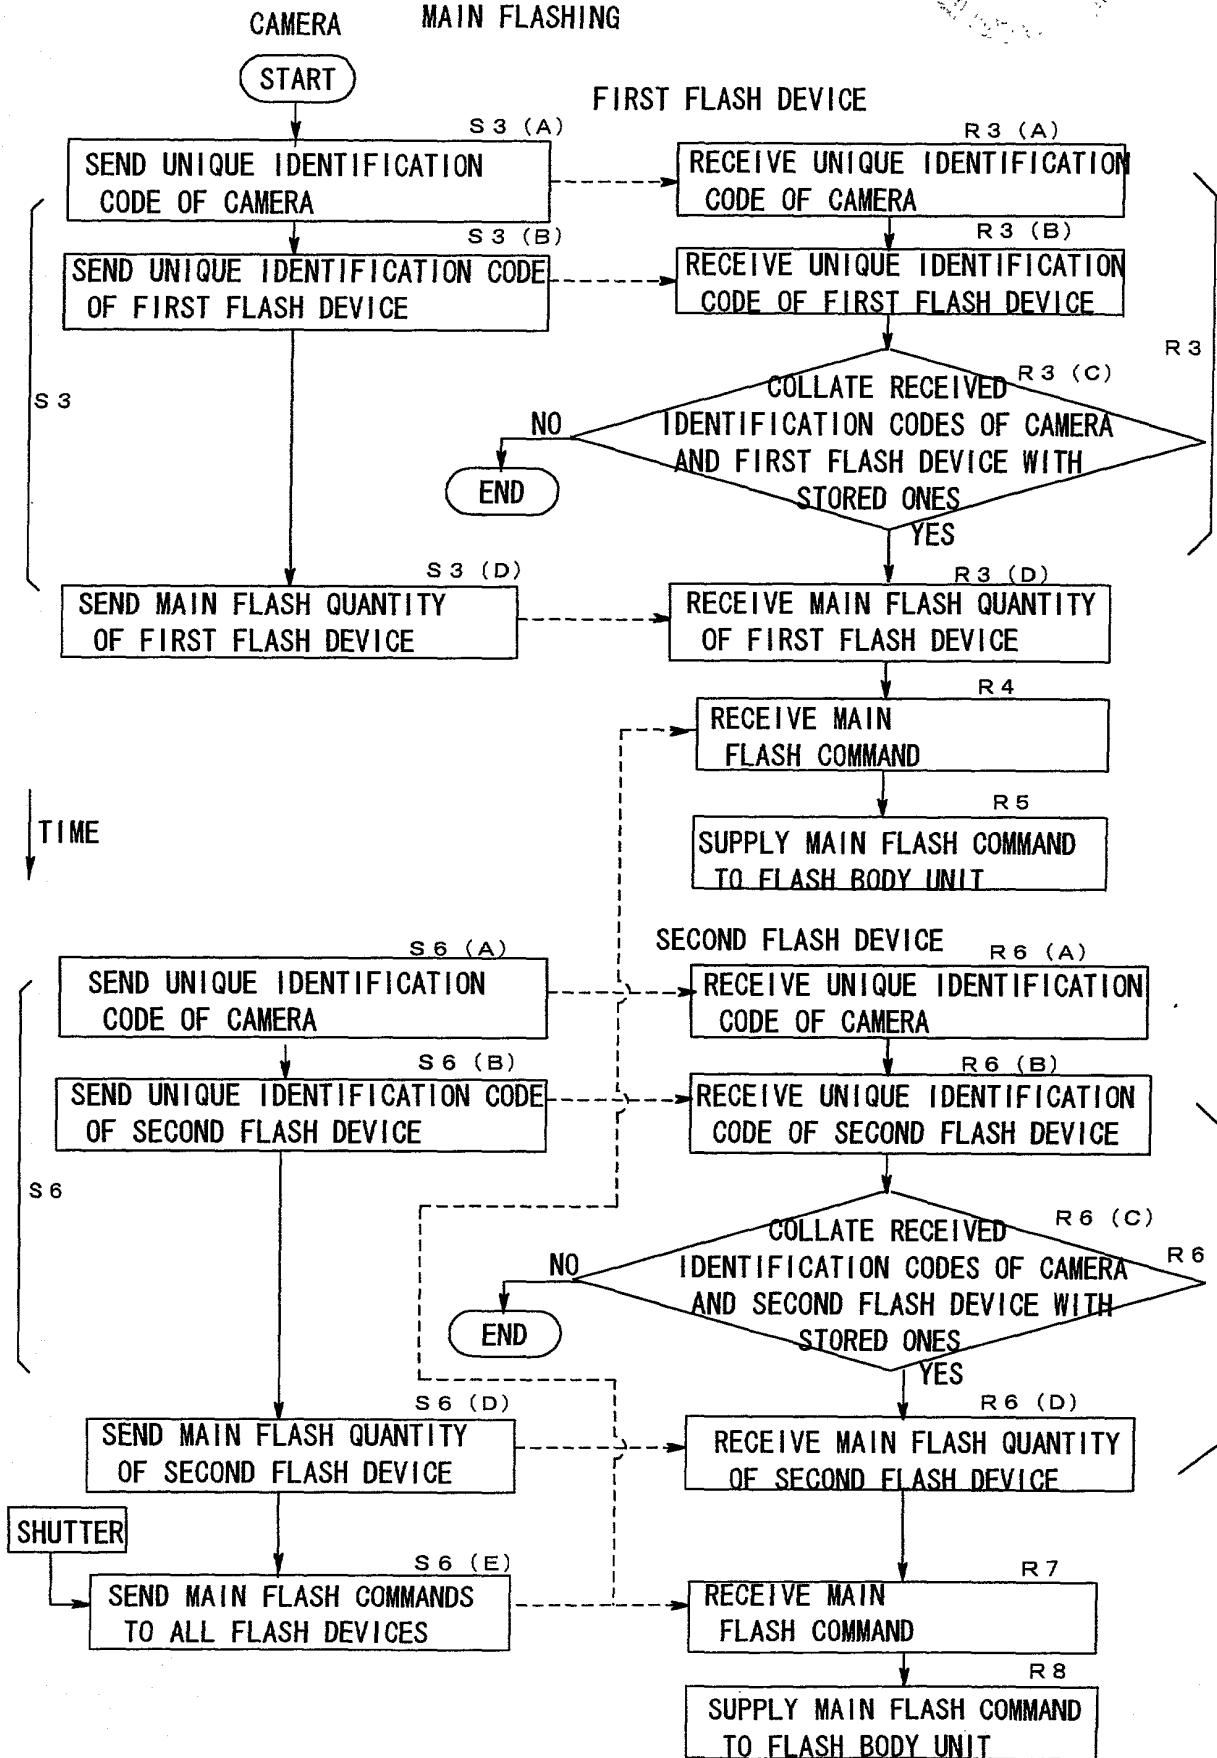 MAIN FLASHING
CAMERA
START
FIRST FLASH DEVICE
S3 (A)
SEND UNIQUE IDENTIFICATION
CODE OF CAMERA
R3 (A)
RECEIVE UNIQUE IDENTIFICATION
CODE OF CAMERA
S3 (B)
SEND UNIQUE IDENTIFICATION CODE
OF FIRST FLASH DEVICE
R3 (B)
RECEIVE UNIQUE IDENTIFICATION
CODE OF FIRST FLASH DEVICE
S3
R3
R3 (C)
COLLATE RECEIVED
IDENTIFICATION CODES OF CAMERA
AND FIRST FLASH DEVICE WITH
STORED ONES
NO
END
YES
S3 (D)
SEND MAIN FLASH QUANTITY
OF FIRST FLASH DEVICE
R3 (D)
RECEIVE MAIN FLASH QUANTITY
OF FIRST FLASH DEVICE
R4
RECEIVE MAIN
FLASH COMMAND
R5
SUPPLY MAIN FLASH COMMAND
TO FLASH BODY UNIT
TIME
SECOND FLASH DEVICE
S6 (A)
SEND UNIQUE IDENTIFICATION
CODE OF CAMERA
R6 (A)
RECEIVE UNIQUE IDENTIFICATION
CODE OF CAMERA
S6 (B)
SEND UNIQUE IDENTIFICATION CODE
OF SECOND FLASH DEVICE
R6 (B)
RECEIVE UNIQUE IDENTIFICATION
CODE OF SECOND FLASH DEVICE
S6
R6 (C)
R6
COLLATE RECEIVED
IDENTIFICATION CODES OF CAMERA
AND SECOND FLASH DEVICE WITH
STORED ONES
NO
END
YES
S6 (D)
SEND MAIN FLASH QUANTITY
OF SECOND FLASH DEVICE
R6 (D)
RECEIVE MAIN FLASH QUANTITY
OF SECOND FLASH DEVICE
SHUTTER
S6 (E)
SEND MAIN FLASH COMMANDS
TO ALL FLASH DEVICES
R7
RECEIVE MAIN
FLASH COMMAND
R8
SUPPLY MAIN FLASH COMMAND
TO FLASH BODY UNIT